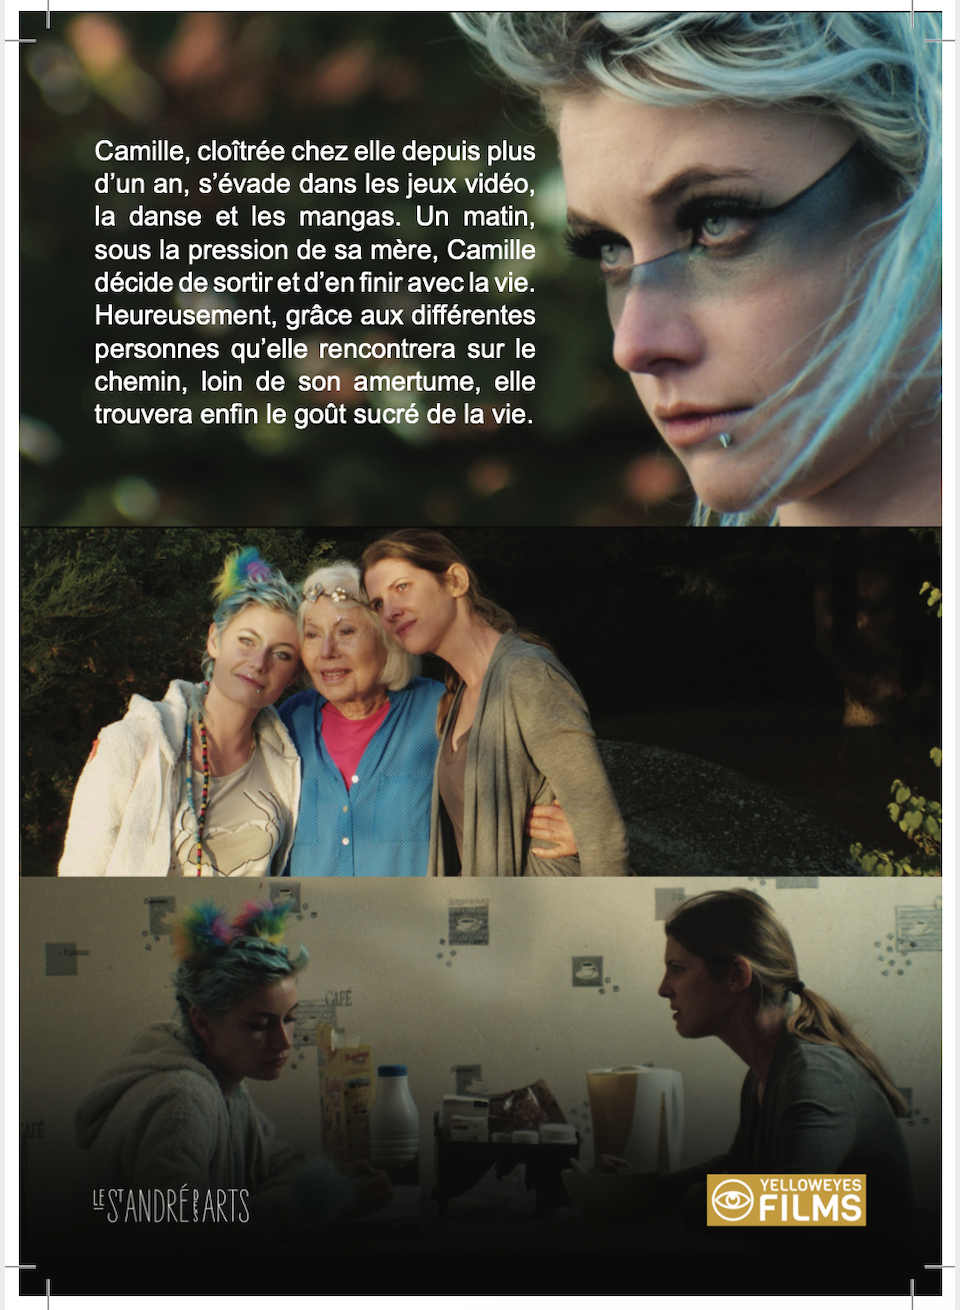 Camille, cloîtrée chez elle depuis plus
d’un an, s’évade dans les jeux vidéo,
la danse et les mangas. Un matin,
sous la pression de sa mère, Camille
décide de sortir et d’en finir avec la vie.
Heureusement, grâce aux différentes
personnes qu’elle rencontrera sur le
chemin, loin de son amertume, elle
trouvera enfin le goût sucré de la vie.
CAFÉ
LE ST ANDRÉ DES ARTS
YELLOWEYES
FILMS